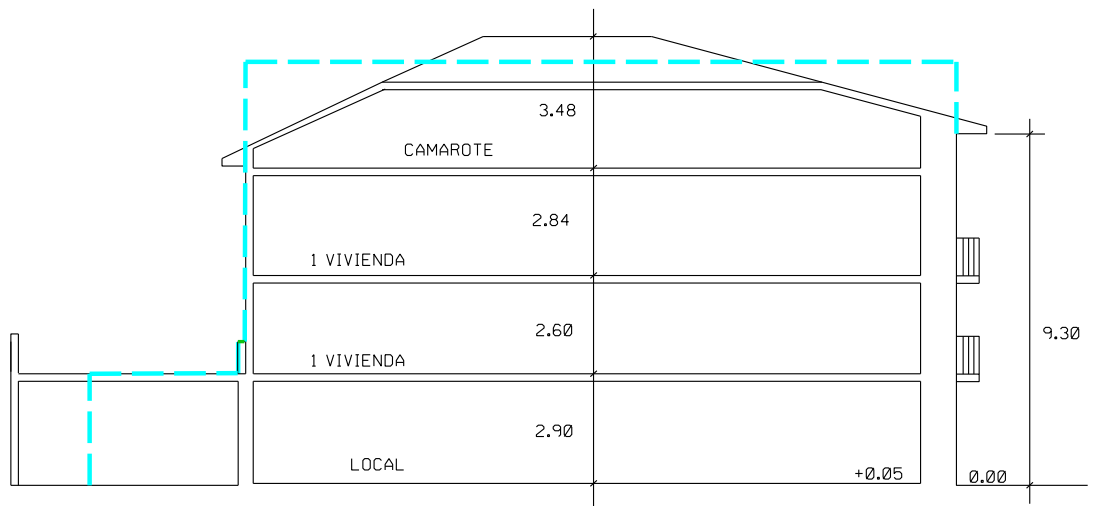 3.48
CAMAROTE
2.84
1 VIVIENDA
2.60
9.30
1 VIVIENDA
2.90
LOCAL
+0.05
0.00